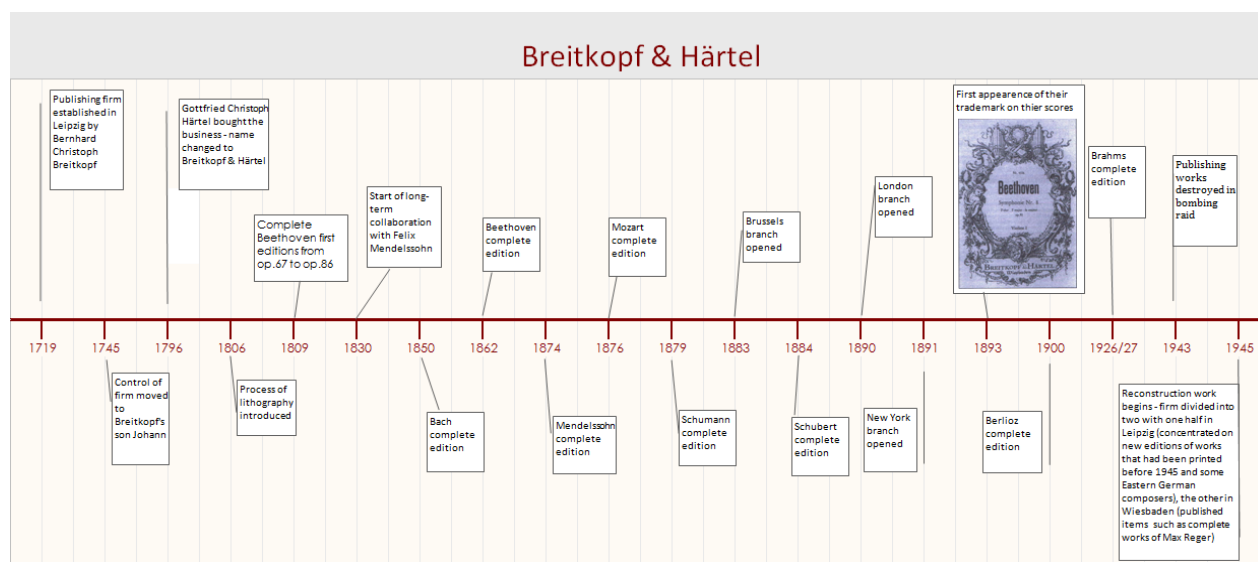 Breitkopf & Härtel
Publishing firm
established in
Leipzig by
Bernhard
Christoph
Breitkopf
Gottfried Christoph
Härtel bought the
business - name
changed to
Breitkopf & Härtel
Complete
Beethoven first
editions from
op.67 to op.86
Start of long-
term
collaboration
with Felix
Mendelssohn
Beethoven
complete
edition
Mozart
complete
edition
Brussels
branch
opened
London
branch
opened
First appearence of their
trademark on thier scores
Beethoven
Symphonie Nr. 8
Violine I
BREITKOPF & HÄRTEL
Wiesbaden
Brahms
complete
edition
Publishing
works
destroyed in
bombing
raid
1719
1745
1796
1806
1809
1830
1850
1862
1874
1876
1879
1883
1884
1890
1891
1893
1900
1926/27
1943
1945
Control of
firm moved
to
Breitkopf's
son Johann
Process of
lithography
introduced
Bach
complete
edition
Mendelssohn
complete
edition
Schumann
complete
edition
Schubert
complete
edition
New York
branch
opened
Berlioz
complete
edition
Reconstruction work
begins - firm divided into
two with one half in
Leipzig (concentrated on
new editions of works
that had been printed
before 1945 and some
Eastern German
composers), the other in
Wiesbaden (published
items such as complete
works of Max Reger)